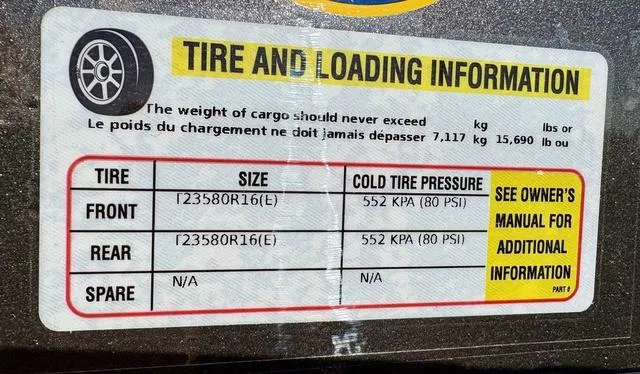 TIRE AND LOADING INFORMATION
The weight of cargo should never exceed kg lbs or
Le poids du chargement ne doit jamais dépasser 7,117 kg 15,690 lb ou
TIRE SIZE COLD TIRE PRESSURE
FRONT T23580R16(E) 552 KPA (80 PSI)
REAR T23580R16(E) 552 KPA (80 PSI)
SPARE N/A N/A
SEE OWNER'S
MANUAL FOR
ADDITIONAL
INFORMATION